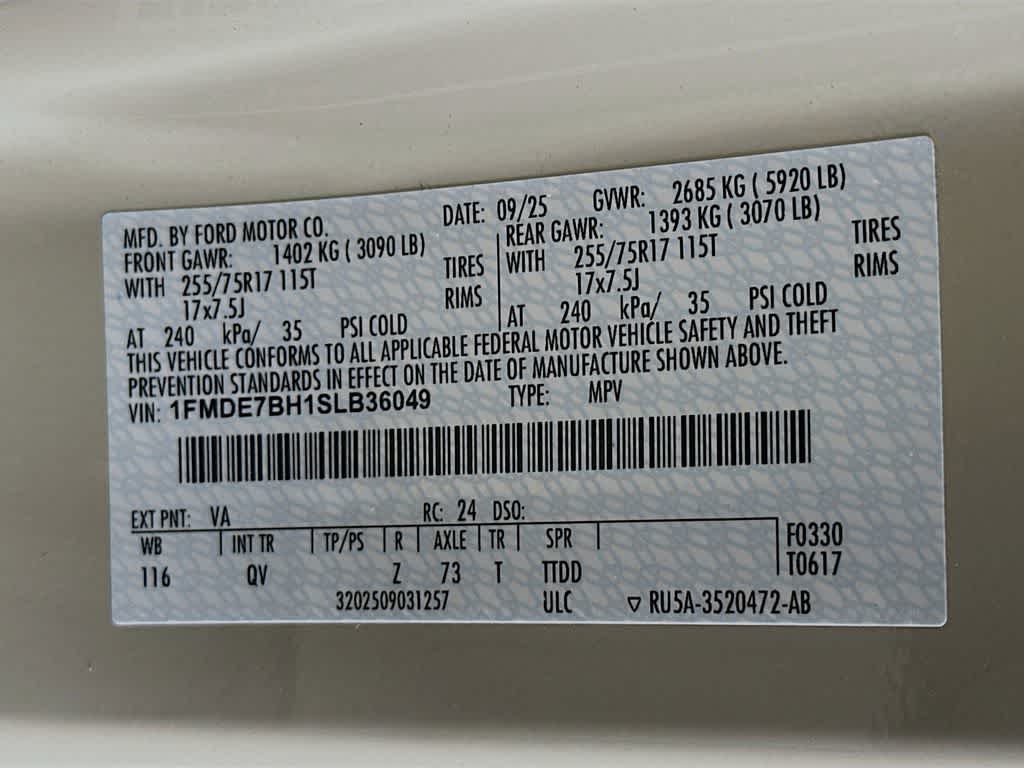 MFD. BY FORD MOTOR CO. DATE: 09/25 GVWR: 2685 KG ( 5920 LB)
FRONT GAWR: 1402 KG ( 3090 LB) REAR GAWR: 1393 KG ( 3070 LB)
WITH 255/75R17 115T TIRES WITH 255/75R17 115T TIRES
17x7.5J RIMS 17x7.5J RIMS
AT 240 kPa/ 35 PSI COLD AT 240 kPa/ 35 PSI COLD
THIS VEHICLE CONFORMS TO ALL APPLICABLE FEDERAL MOTOR VEHICLE SAFETY AND THEFT
PREVENTION STANDARDS IN EFFECT ON THE DATE OF MANUFACTURE SHOWN ABOVE.
VIN: 1FMDE7BH1SLB36049 TYPE: MPV
EXT PNT: VA RC: 24 DSO:
WB INT TR TP/PS R AXLE TR SPR F0330
116 QV Z 73 T TTDD T0617
3202509031257 ULC ▽ RU5A-3520472-AB